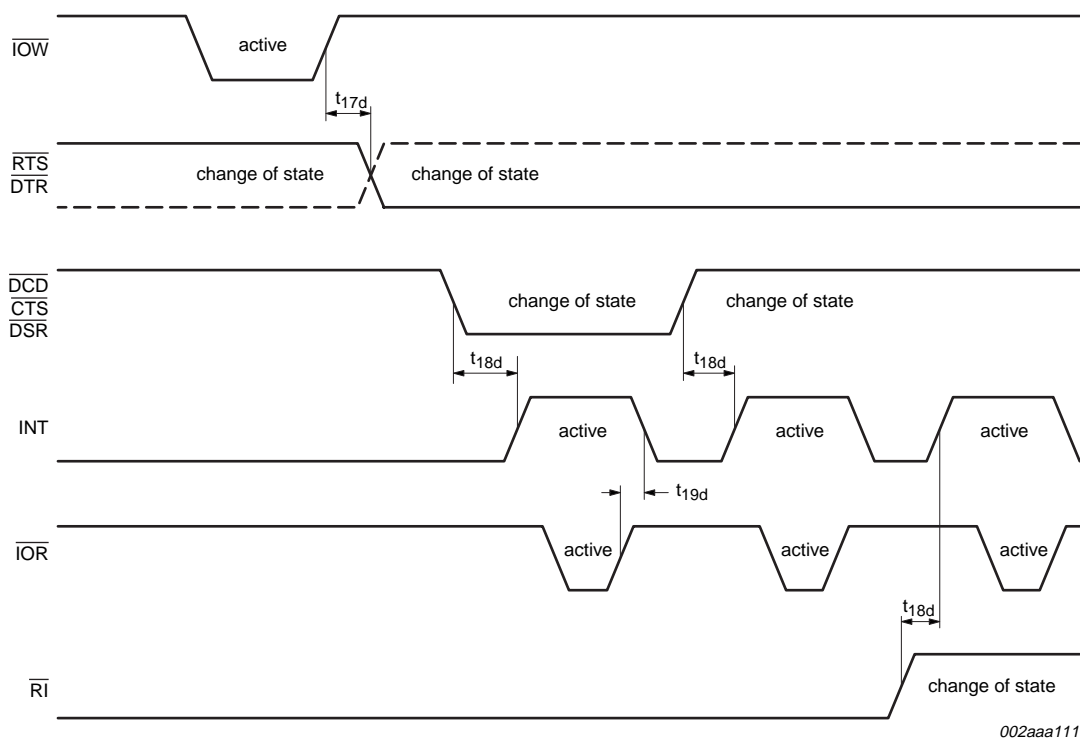 IOW
active
t17d
RTS
DTR
change of state
change of state
DCD
CTS
DSR
change of state
change of state
t18d
t18d
INT
active
active
active
t19d
IOR
active
active
active
t18d
RI
change of state
002aaa111